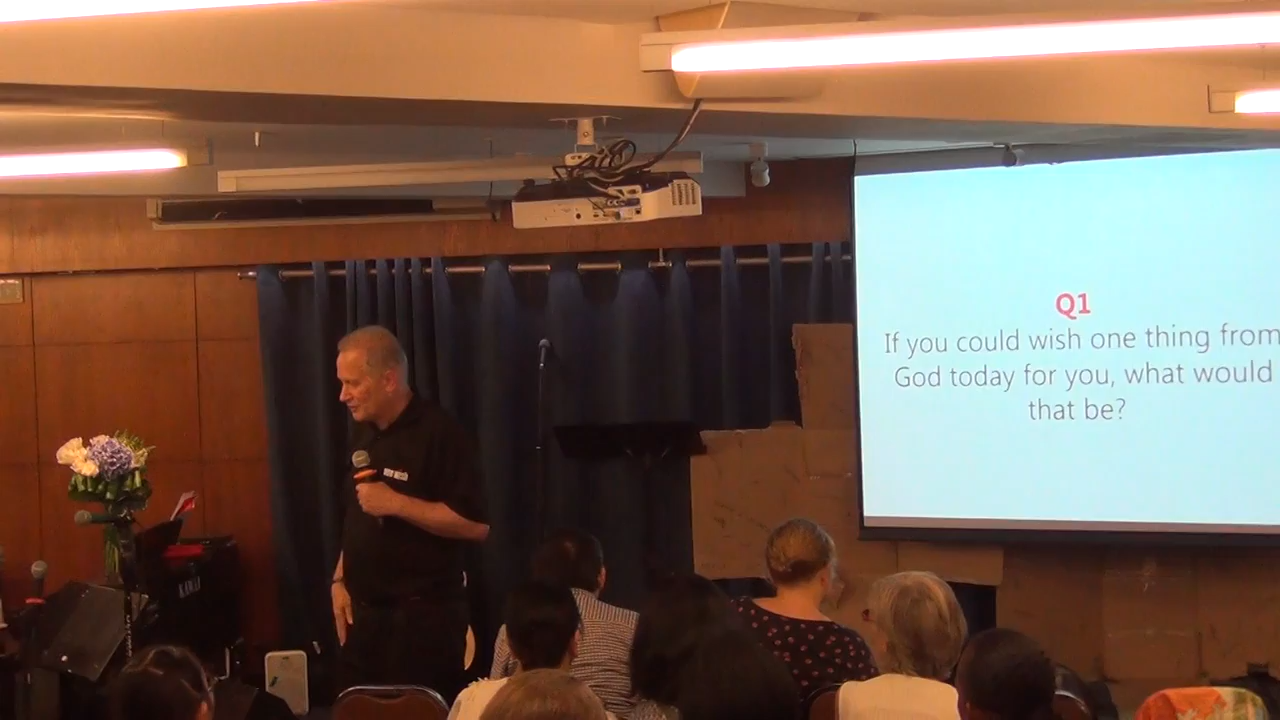 Q1
If you could wish one thing from
God today for you, what would
that be?